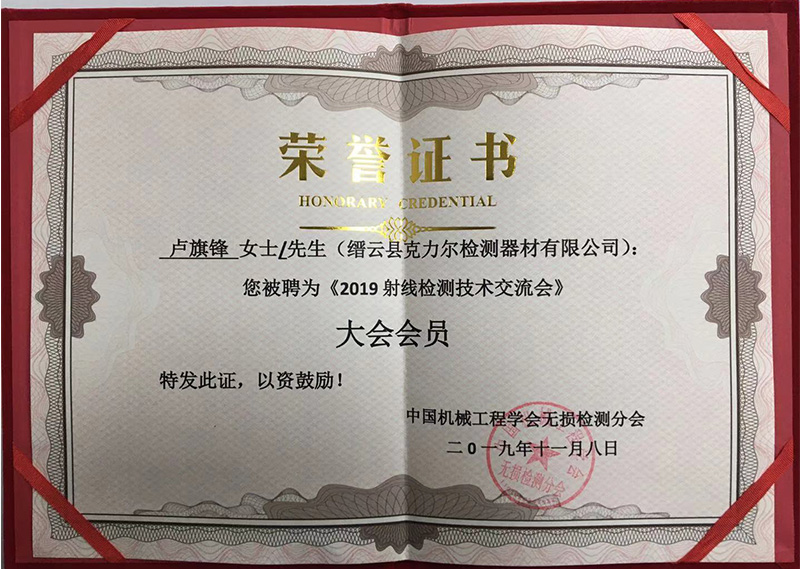 荣誉证书
HONORARY CREDENTIAL
卢旗锋 女士/先生（缙云县克力尔检测器材有限公司）：
您被聘为《2019 射线检测技术交流会》
大会会员
特发此证，以资鼓励！
中国机械工程学会无损检测分会
二0一九年十一月八日
无损检测分会